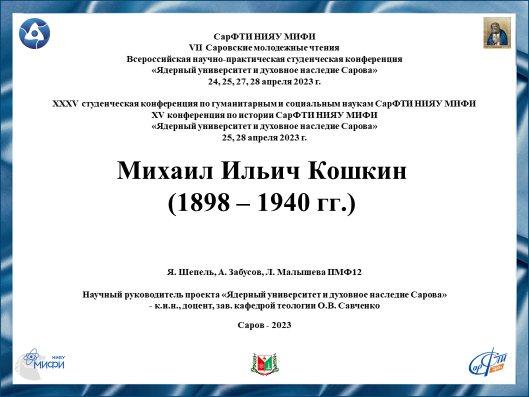 СарФТИ НИЯУ МИФИ
VII Саровские молодежные чтения
Всероссийская научно-практическая студенческая конференция
«Ядерный университет и духовное наследие Сарова»
24, 25, 27, 28 апреля 2023 г.
XXXV студенческая конференция по гуманитарным и социальным наукам СарФТИ НИЯУ МИФИ
XV конференция по истории СарФТИ НИЯУ МИФИ
«Ядерный университет и духовное наследие Сарова»
25, 28 апреля 2023 г.
Михаил Ильич Кошкин
(1898 – 1940 гг.)
Я. Шепель, А. Забусов, Л. Малышева ПМФ12
Научный руководитель проекта «Ядерный университет и духовное наследие Сарова»
- к.и.н., доцент, зав. кафедрой теологии О.В. Савченко
Саров - 2023
НИЯУ
МИФИ
СарФТИ